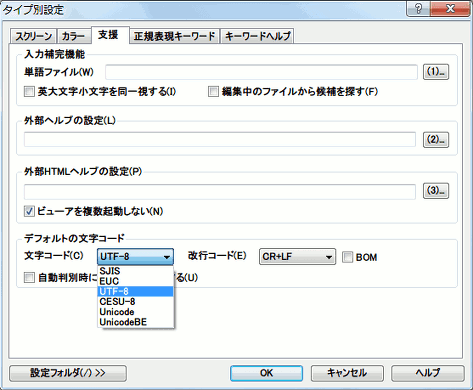 タイプ別設定
スクリーン カラー 支援 正規表現キーワード キーワードヘルプ
入力補完機能
単語ファイル(W) (1)...
英大文字小文字を同一視する(I) 編集中のファイルから候補を探す(F)
外部ヘルプの設定(L)
(2)...
外部HTMLヘルプの設定(P)
(3)...
ビューアを複数起動しない(N)
デフォルトの文字コード
文字コード(C) UTF-8 改行コード(E) CR+LF BOM
自動判別時に る(U)
SJIS
EUC
UTF-8
CESU-8
Unicode
UnicodeBE
設定フォルダ(/) >> OK キャンセル ヘルプ